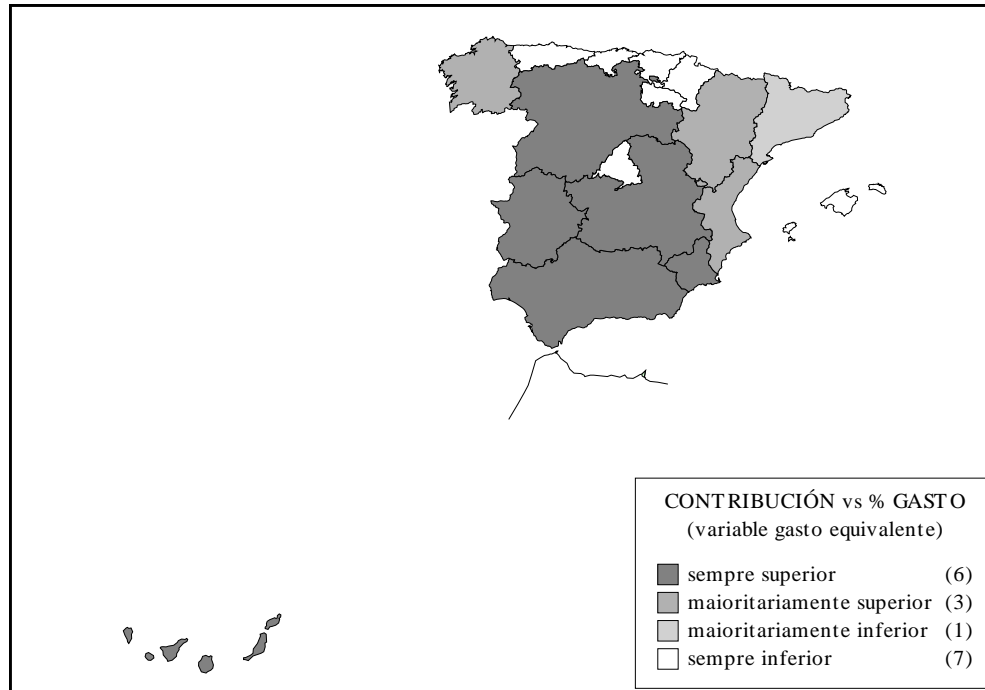 CONTRIBUCIÓN vs % GASTO
(variable gasto equivalente)
sempre superior (6)
maioritariamente superior (3)
maioritariamente inferior (1)
sempre inferior (7)